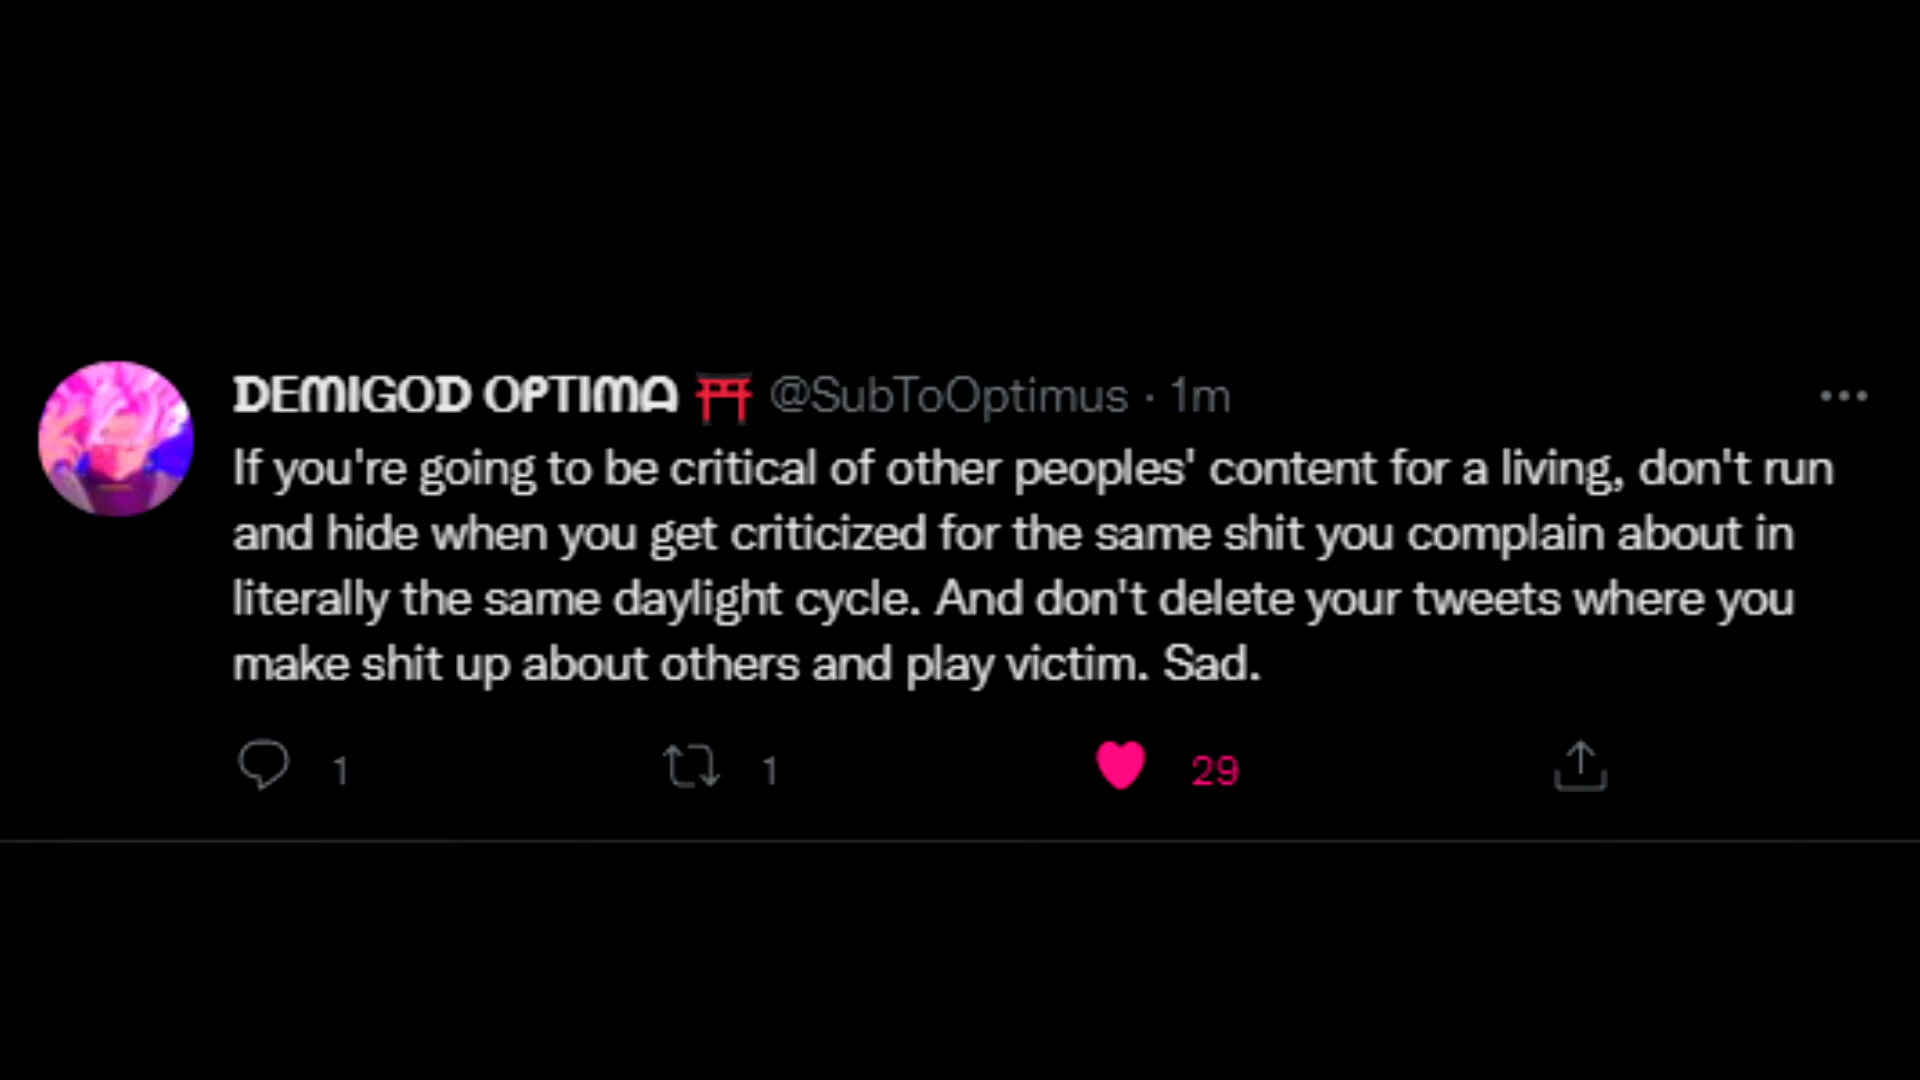 DEMIGOD OPTIMA ⛩ @SubToOptimus · 1m
If you're going to be critical of other peoples' content for a living, don't run
and hide when you get criticized for the same shit you complain about in
literally the same daylight cycle. And don't delete your tweets where you
make shit up about others and play victim. Sad.
1 1 29